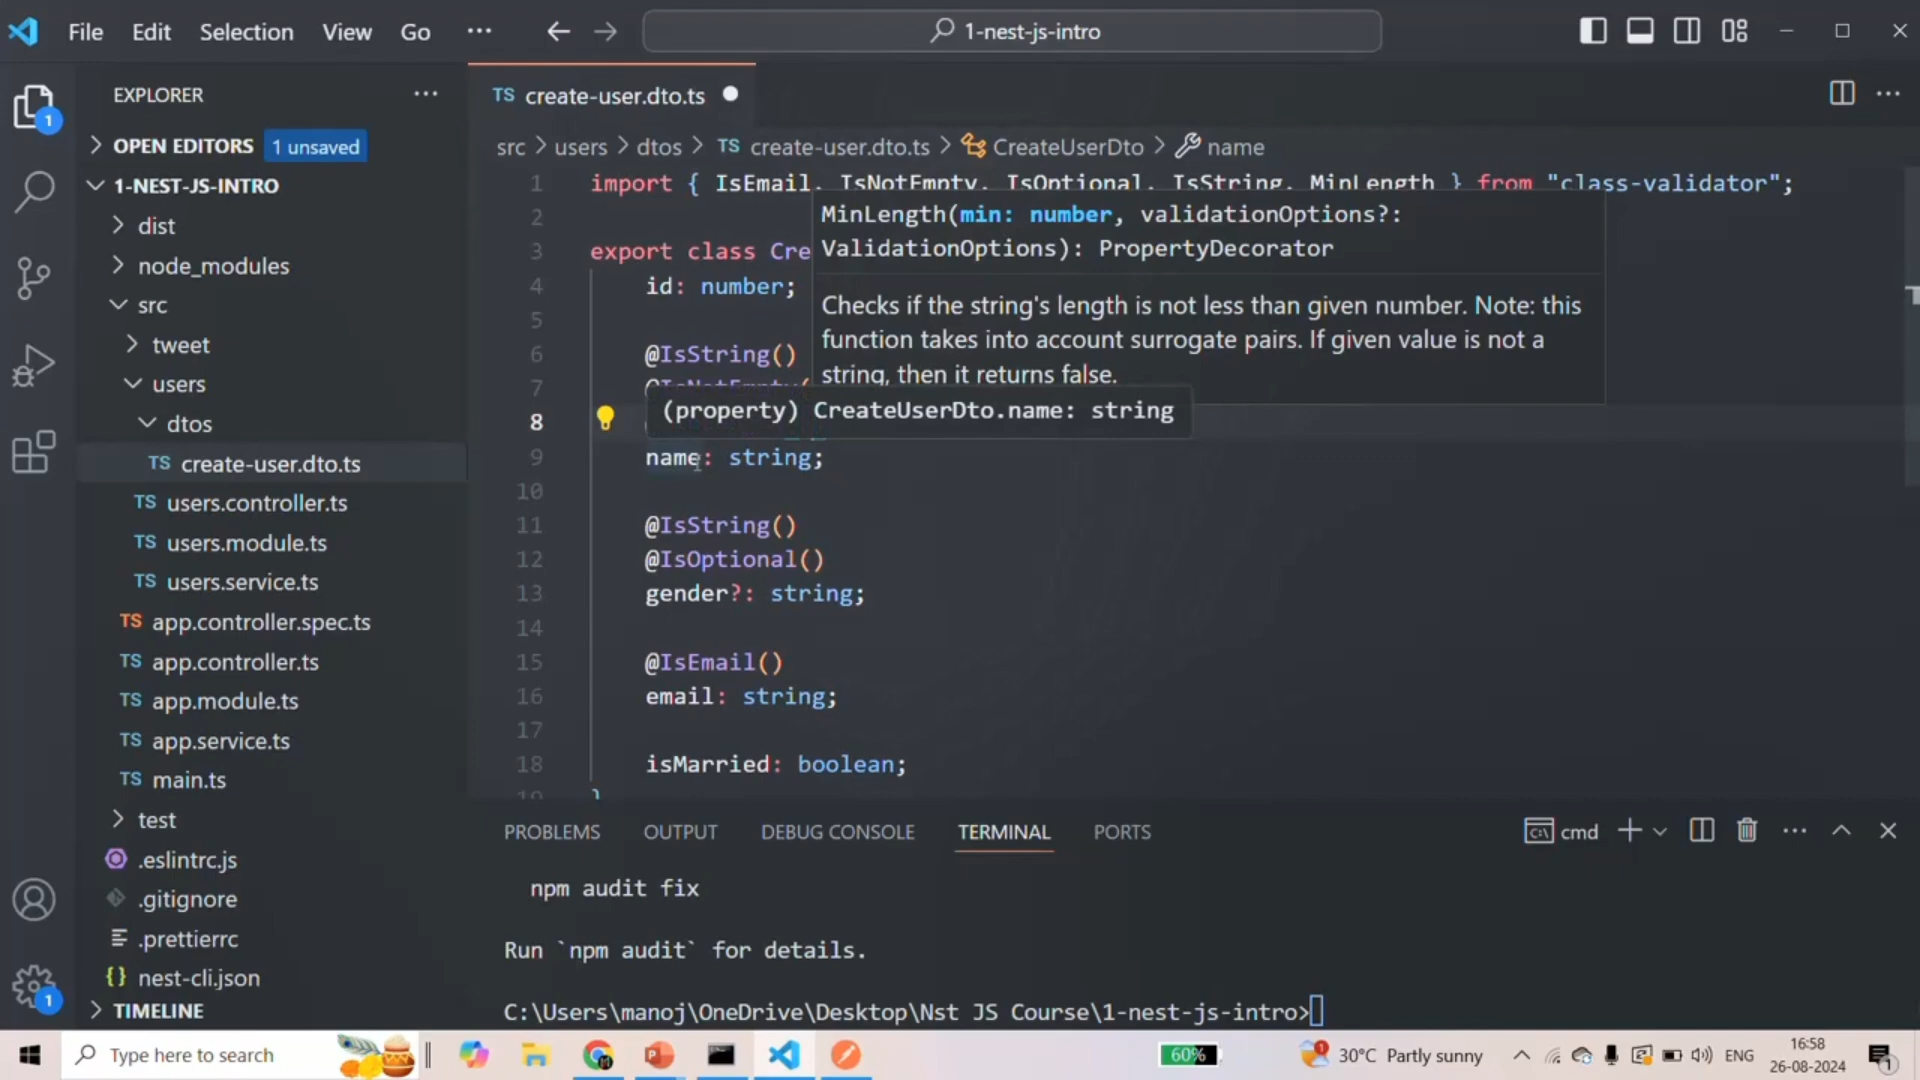 File Edit Selection View Go ···
1-nest-js-intro
EXPLORER
1
OPEN EDITORS 1 unsaved
1-NEST-JS-INTRO
dist
node_modules
src
tweet
users
dtos
TS create-user.dto.ts
TS users.controller.ts
TS users.module.ts
TS users.service.ts
TS app.controller.spec.ts
TS app.controller.ts
TS app.module.ts
TS app.service.ts
TS main.ts
test
.eslintrc.js
.gitignore
.prettierrc
{} nest-cli.json
1
TIMELINE
TS create-user.dto.ts
src > users > dtos > TS create-user.dto.ts > CreateUserDto > name
1 import { IsEmail, IsNotEmpty, IsOptional, IsString, MinLength } from "class-validator";
2
3 export class Cre
4 id: number;
5
6 @IsString()
7 @IsNotEmpty(
8
9 name: string;
10
11 @IsString()
12 @IsOptional()
13 gender?: string;
14
15 @IsEmail()
16 email: string;
17
18 isMarried: boolean;
19 }
MinLength(min: number, validationOptions?:
ValidationOptions): PropertyDecorator
Checks if the string's length is not less than given number. Note: this
function takes into account surrogate pairs. If given value is not a
string, then it returns false.
(property) CreateUserDto.name: string
PROBLEMS OUTPUT DEBUG CONSOLE TERMINAL PORTS
cmd
npm audit fix
Run `npm audit` for details.
C:\Users\manoj\OneDrive\Desktop\Nst JS Course\1-nest-js-intro>
Type here to search
60%
1
30°C Partly sunny
ENG
16:58
26-08-2024
1